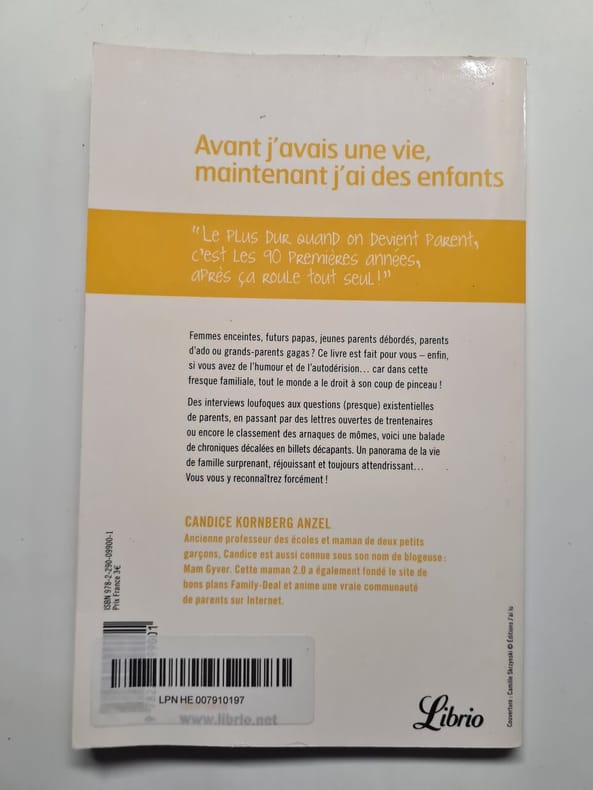 Avant j'avais une vie,
maintenant j'ai des enfants
"Le plus dur quand on devient parent,
c'est les 90 premières années,
après ça roule tout seul !"
Femmes enceintes, futurs papas, jeunes parents débordés, parents
d'ado ou grands-parents gagas ? Ce livre est fait pour vous – enfin,
si vous avez de l'humour et de l'autodérision... car dans cette
fresque familiale, tout le monde a le droit à son coup de pinceau !
Des interviews loufoques aux questions (presque) existentielles
de parents, en passant par des lettres ouvertes de trentenaires
ou encore le classement des arnaques de mômes, voici une balade
de chroniques décalées en billets décapants. Un panorama de la vie
de famille surprenant, réjouissant et toujours attendrissant...
Vous vous y reconnaîtrez forcément !
CANDICE KORNBERG ANZEL
Ancienne professeur des écoles et maman de deux petits
garçons, Candice est aussi connue sous son nom de blogueuse :
Mam Gyver. Cette maman 2.0 a également fondé le site de
bons plans Family-Deal et anime une vraie communauté
de parents sur Internet.
ISBN 978-2-290-09900-1
Prix France 3€
LPN HE 007910197
www.librio.net
Librio
Couverture : Camille Skrzynski © Éditions J'ai lu